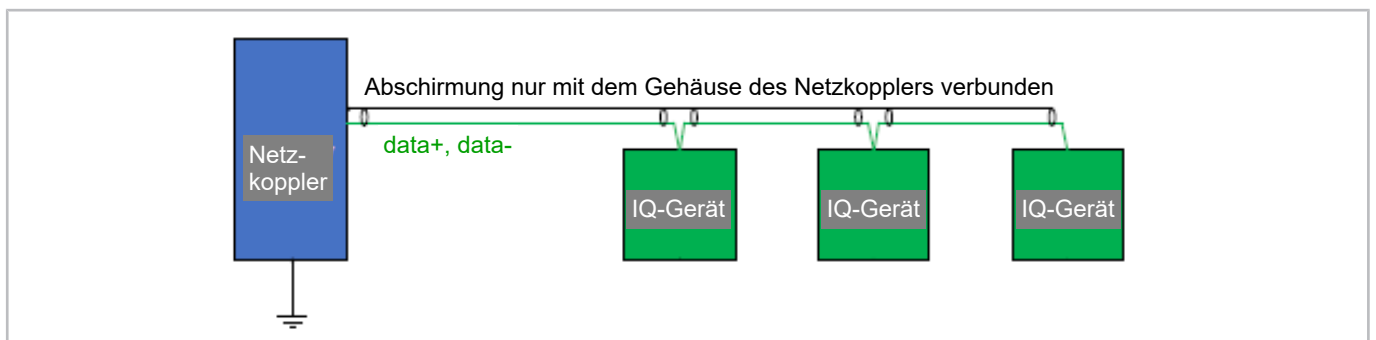 Abschirmung nur mit dem Gehäuse des Netzkopplers verbunden
data+, data-
Netz-
koppler
IQ-Gerät
IQ-Gerät
IQ-Gerät